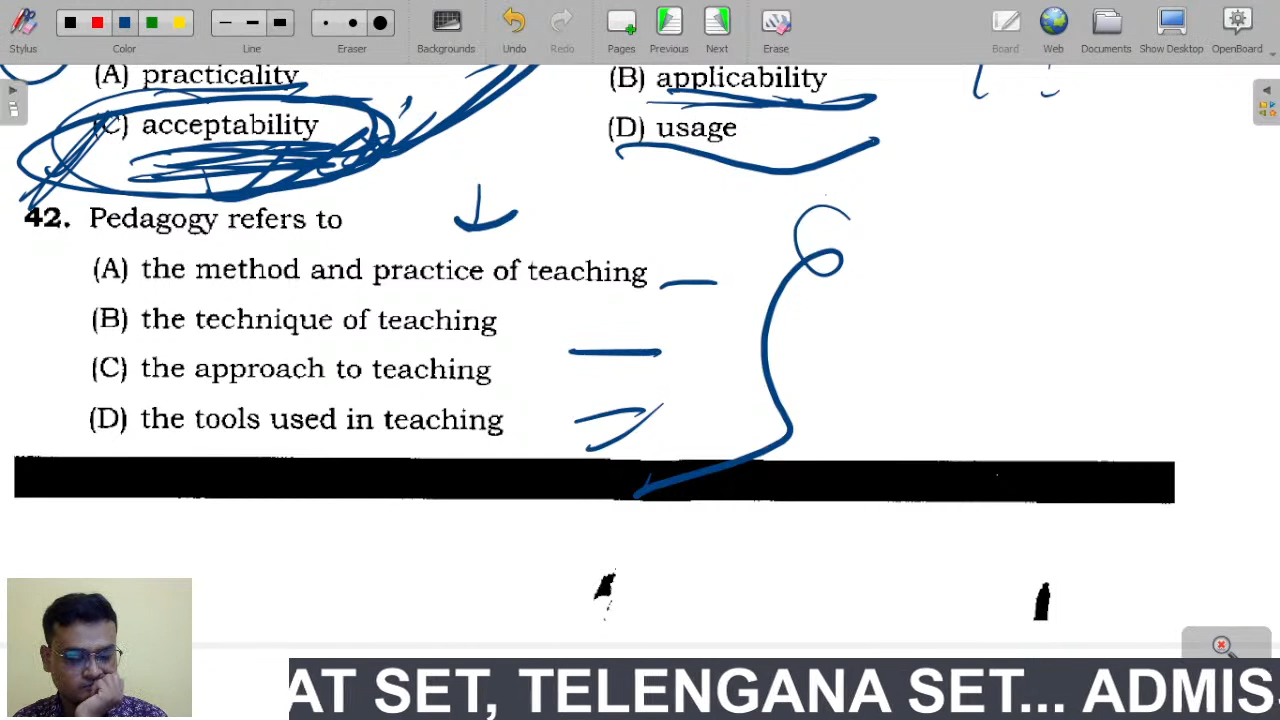 Stylus Color Line Eraser Backgrounds Undo Redo Pages Previous Next Erase Board Web Documents Show Desktop OpenBoard
(A) practicality (B) applicability
(C) acceptability (D) usage
42. Pedagogy refers to
(A) the method and practice of teaching
(B) the technique of teaching
(C) the approach to teaching
(D) the tools used in teaching
AT SET, TELENGANA SET... ADMIS